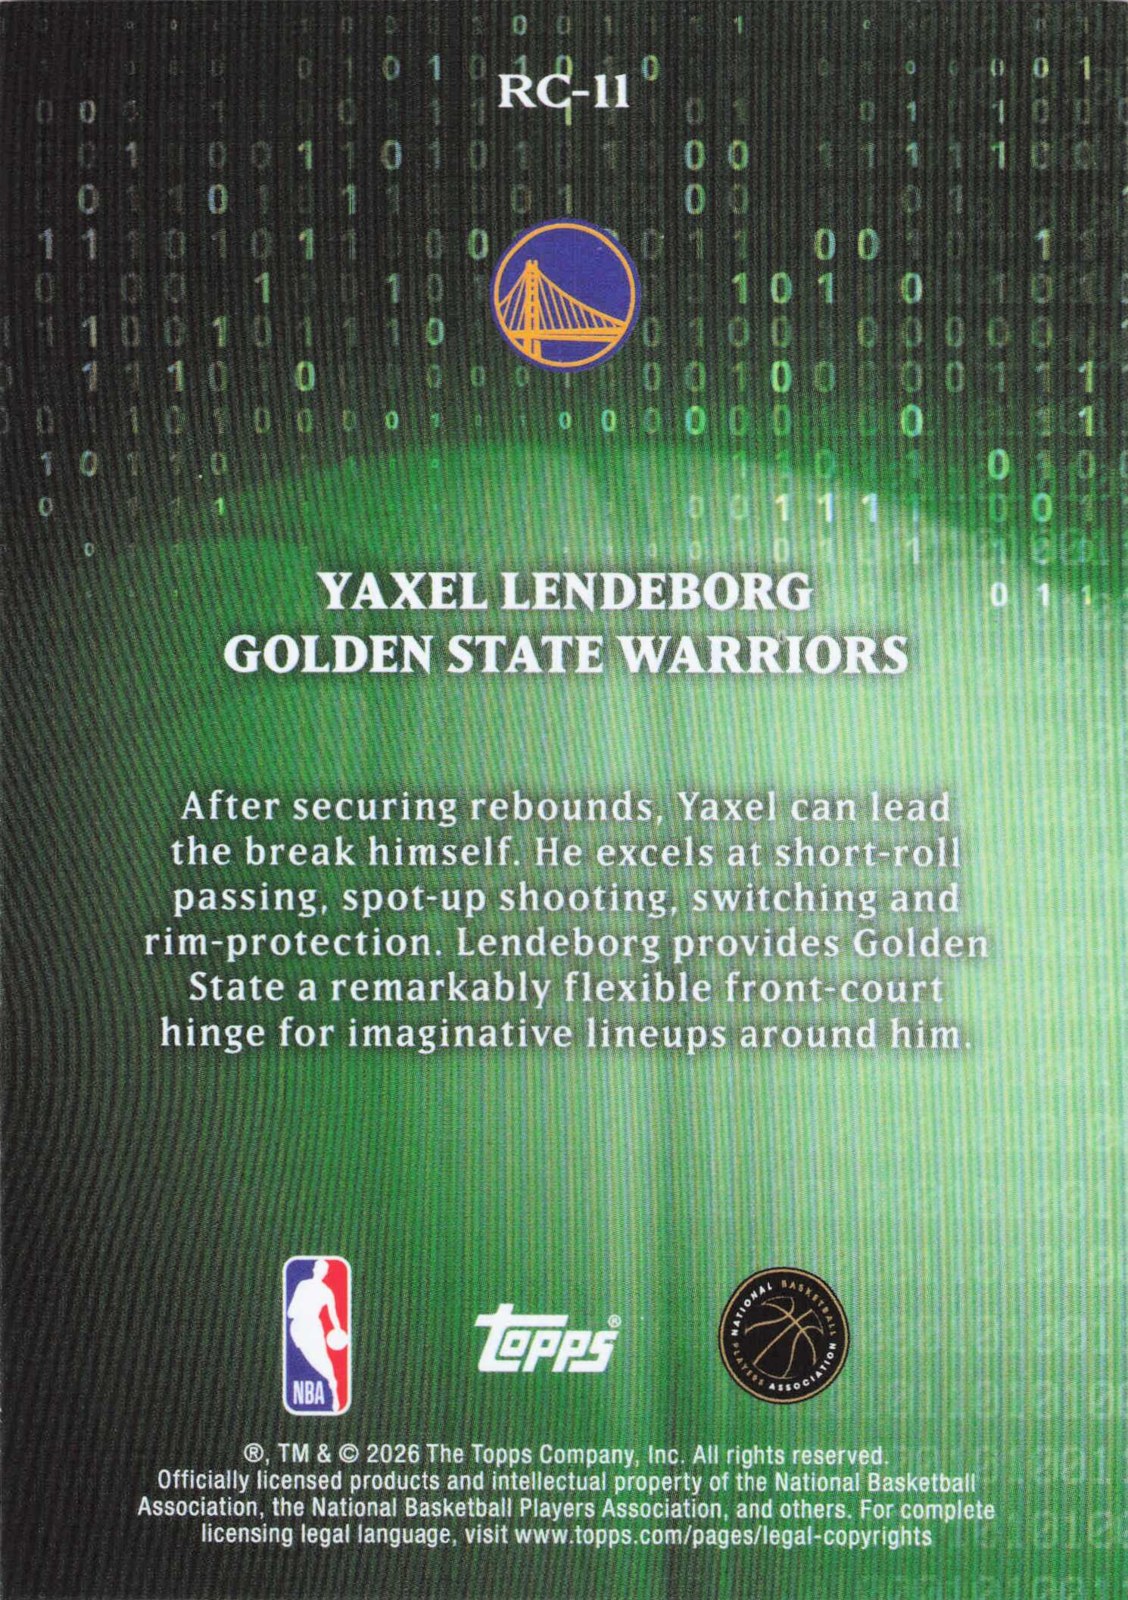 RC-11
YAXEL LENDEBORG
GOLDEN STATE WARRIORS
After securing rebounds, Yaxel can lead
the break himself. He excels at short-roll
passing, spot-up shooting, switching and
rim-protection. Lendeborg provides Golden
State a remarkably flexible front-court
hinge for imaginative lineups around him.
NBA
topps®
NATIONAL BASKETBALL PLAYERS ASSOCIATION
®, TM & © 2026 The Topps Company, Inc. All rights reserved.
Officially licensed products and intellectual property of the National Basketball
Association, the National Basketball Players Association, and others. For complete
licensing legal language, visit www.topps.com/pages/legal-copyrights